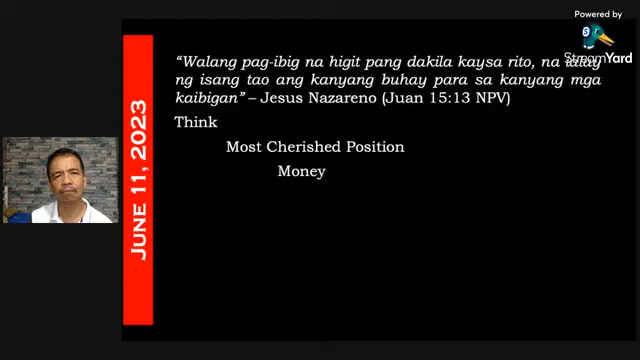 Powered by
StreamYard
JUNE 11, 2023
“Walang pag-ibig na higit pang dakila kaysa rito, na ialay
ng isang tao ang kanyang buhay para sa kanyang mga
kaibigan” – Jesus Nazareno (Juan 15:13 NPV)
Think
Most Cherished Position
Money